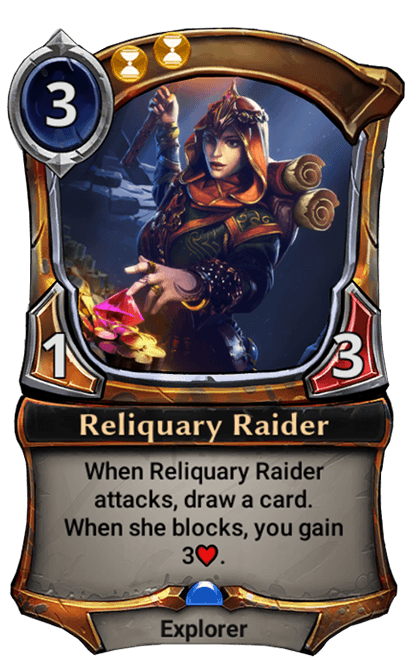 3
1
3
Reliquary Raider
When Reliquary Raider
attacks, draw a card.
When she blocks, you gain
3♥.
Explorer